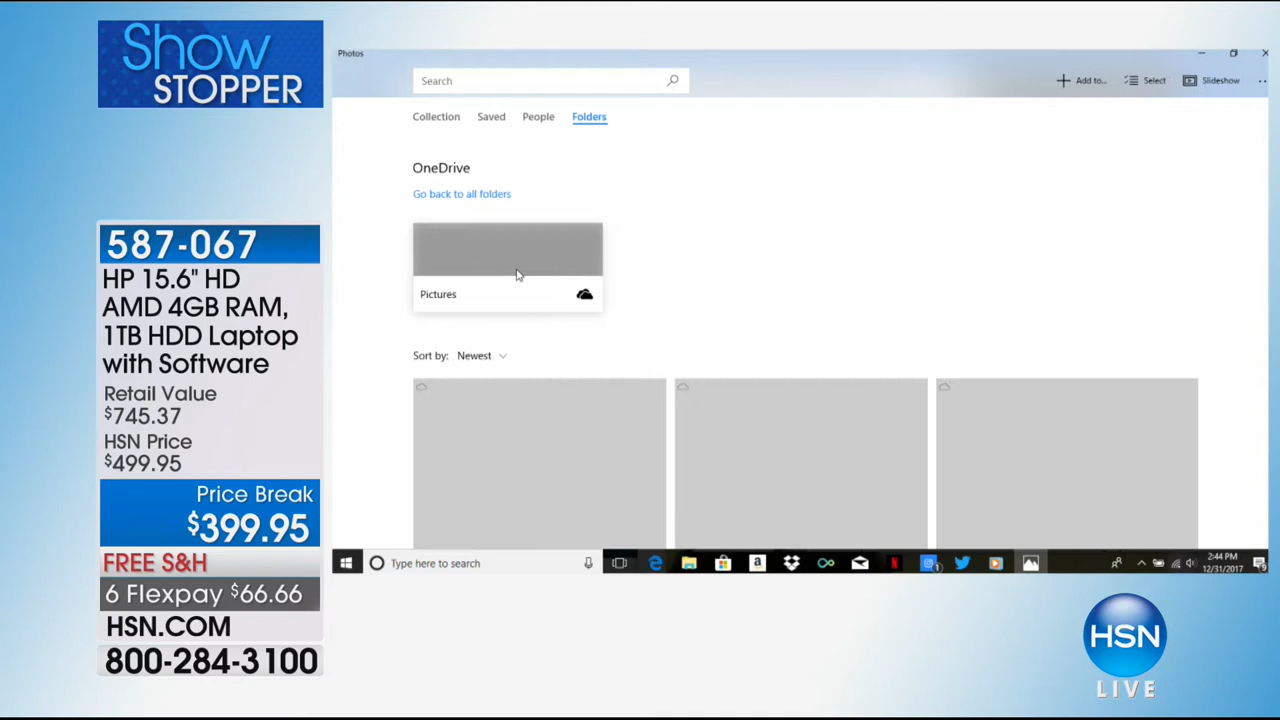 Show
STOPPER
587-067
HP 15.6" HD
AMD 4GB RAM,
1TB HDD Laptop
with Software
Retail Value
$745.37
HSN Price
$499.95
Price Break
$399.95
FREE S&H
6 Flexpay $66.66
HSN.COM
800-284-3100
Photos
Search
Add to...
Select
Slideshow
Collection
Saved
People
Folders
OneDrive
Go back to all folders
Pictures
Sort by: Newest
Type here to search
2:44 PM
12/31/2017
HSN
LIVE